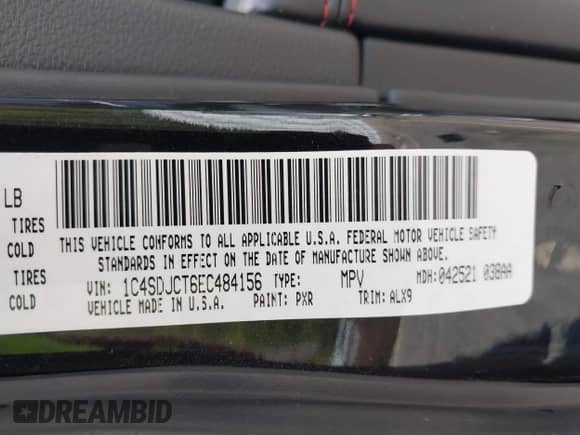 LB
TIRES
COLD
THIS VEHICLE CONFORMS TO ALL APPLICABLE U.S.A. FEDERAL MOTOR VEHICLE SAFETY
TIRES
STANDARDS IN EFFECT ON THE DATE OF MANUFACTURE SHOWN ABOVE.
COLD
VIN: 1C4SDJCT6EC484156 TYPE: MPV MDH: 042521 038AA
VEHICLE MADE IN U.S.A. PAINT: PXR TRIM: ALX9
DREAMBID